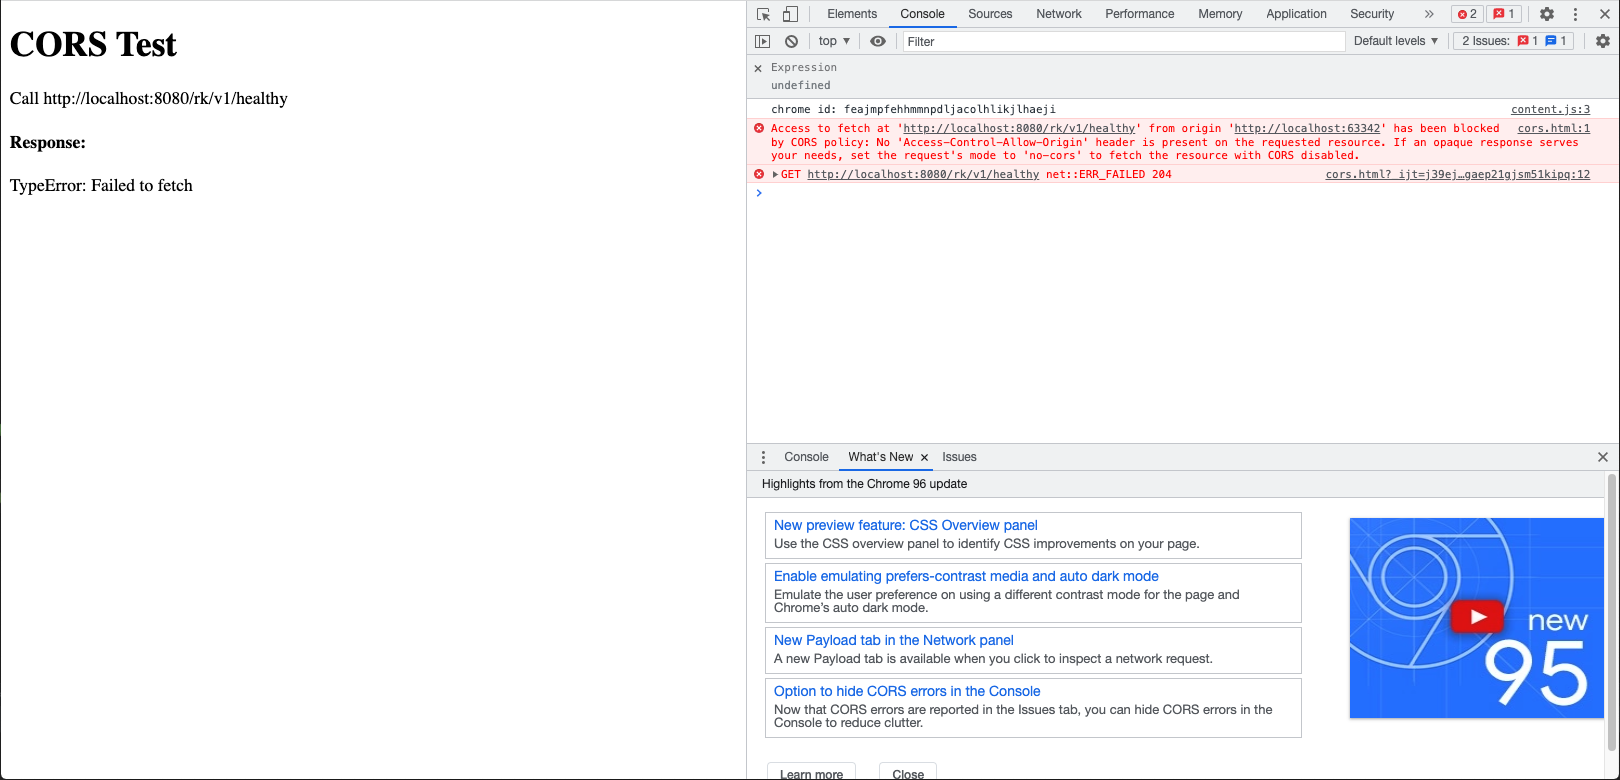 CORS Test
Call http://localhost:8080/rk/v1/healthy
Response:
TypeError: Failed to fetch
Elements Console Sources Network Performance Memory Application Security » 2 1
top ▼ Filter Default levels ▼ 2 Issues: 1 1
Expression
undefined
chrome id: feajmpfehhmmnpdljacolhlikjlhaeji content.js:3
Access to fetch at 'http://localhost:8080/rk/v1/healthy' from origin 'http://localhost:63342' has been blocked cors.html:1
by CORS policy: No 'Access-Control-Allow-Origin' header is present on the requested resource. If an opaque response serves
your needs, set the request's mode to 'no-cors' to fetch the resource with CORS disabled.
GET http://localhost:8080/rk/v1/healthy net::ERR_FAILED 204 cors.html?_ijt=j39ej…gaep21gjsm51kipq:12
Console What's New Issues
Highlights from the Chrome 96 update
New preview feature: CSS Overview panel
Use the CSS overview panel to identify CSS improvements on your page.
Enable emulating prefers-contrast media and auto dark mode
Emulate the user preference on using a different contrast mode for the page and
Chrome's auto dark mode.
New Payload tab in the Network panel
A new Payload tab is available when you click to inspect a network request.
Option to hide CORS errors in the Console
Now that CORS errors are reported in the Issues tab, you can hide CORS errors in the
Console to reduce clutter.
new
95
Learn more Close